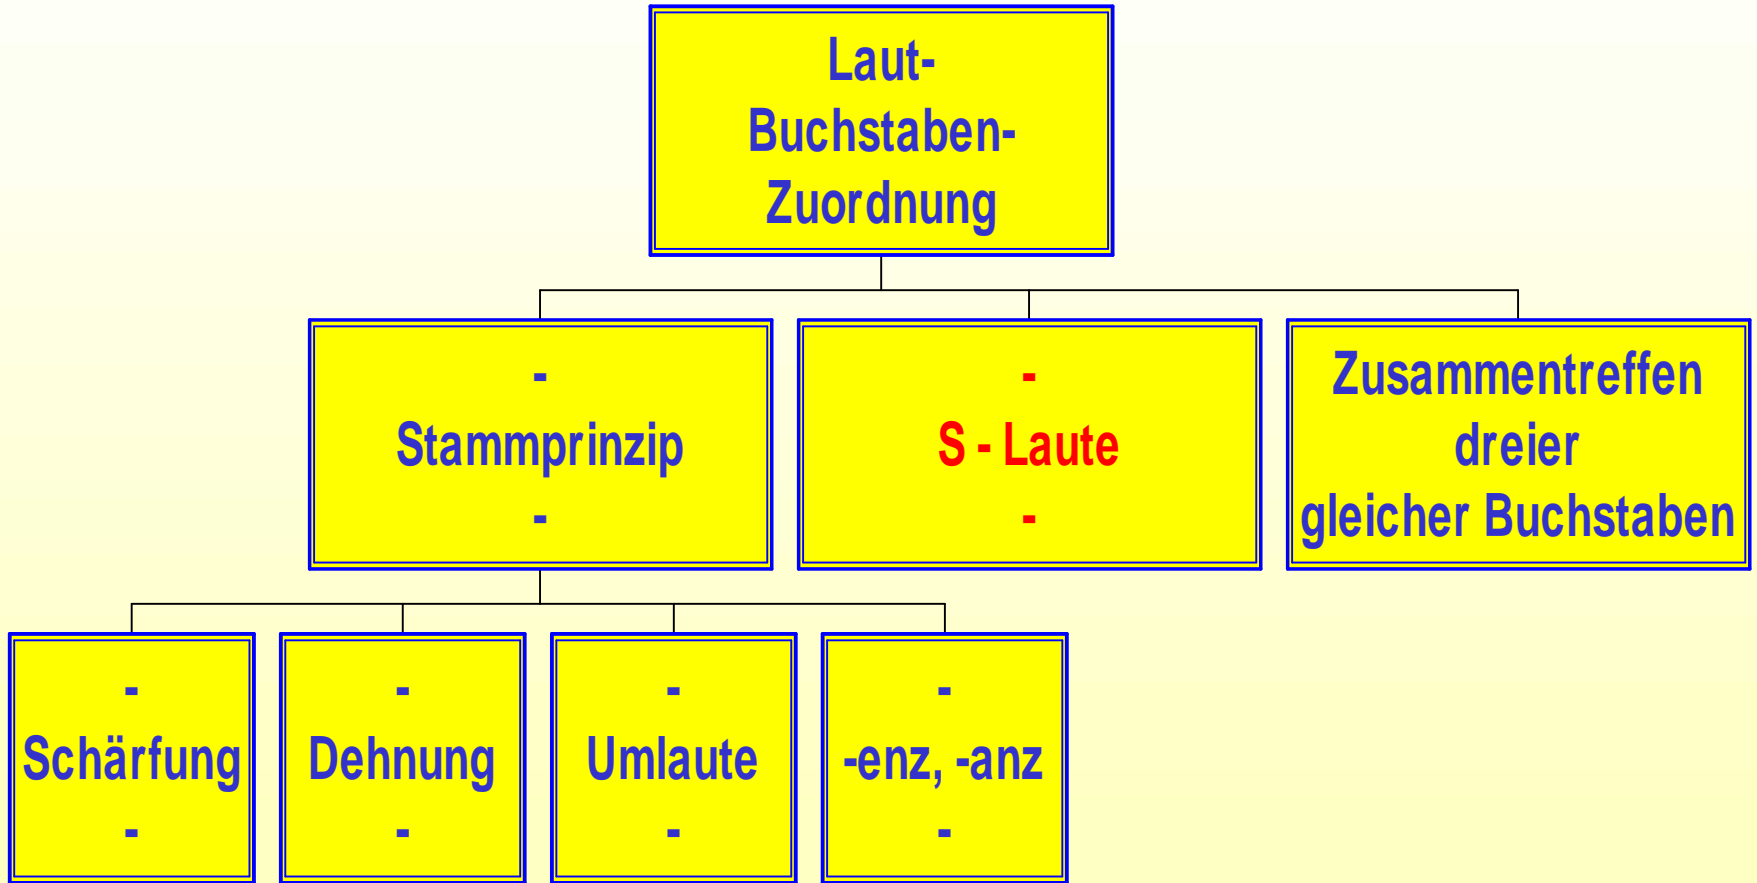 Laut-
Buchstaben-
Zuordnung
-
Stammprinzip
-
-
S - Laute
-
Zusammentreffen
dreier
gleicher Buchstaben
-
Schärfung
-
-
Dehnung
-
-
Umlaute
-
-
-enz, -anz
-